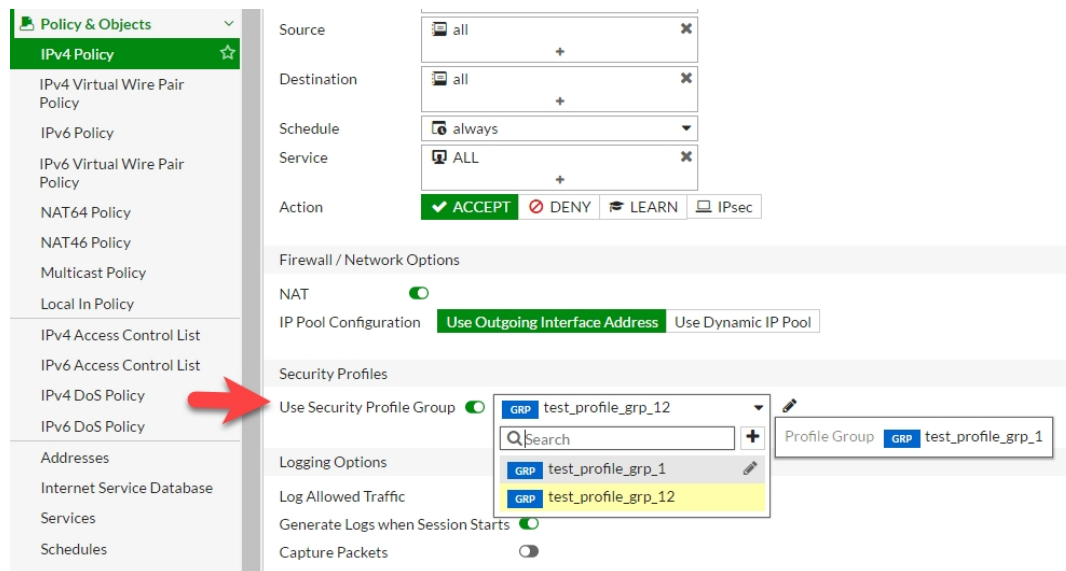 Policy & Objects
IPv4 Policy
IPv4 Virtual Wire Pair
Policy
IPv6 Policy
IPv6 Virtual Wire Pair
Policy
NAT64 Policy
NAT46 Policy
Multicast Policy
Local In Policy
IPv4 Access Control List
IPv6 Access Control List
IPv4 DoS Policy
IPv6 DoS Policy
Addresses
Internet Service Database
Services
Schedules
Source all
Destination all
Schedule always
Service ALL
Action ACCEPT DENY LEARN IPsec
Firewall / Network Options
NAT
IP Pool Configuration Use Outgoing Interface Address Use Dynamic IP Pool
Security Profiles
Use Security Profile Group GRP test_profile_grp_12
Search
Profile Group GRP test_profile_grp_1
GRP test_profile_grp_1
GRP test_profile_grp_12
Logging Options
Log Allowed Traffic
Generate Logs when Session Starts
Capture Packets